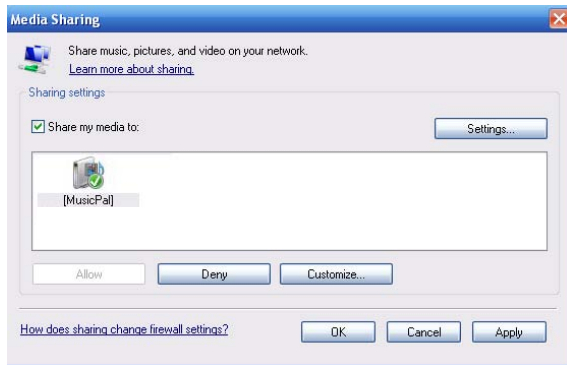 Media Sharing
Share music, pictures, and video on your network.
Learn more about sharing.
Sharing settings
Share my media to:
Settings...
[MusicPal]
Allow
Deny
Customize...
How does sharing change firewall settings?
OK
Cancel
Apply